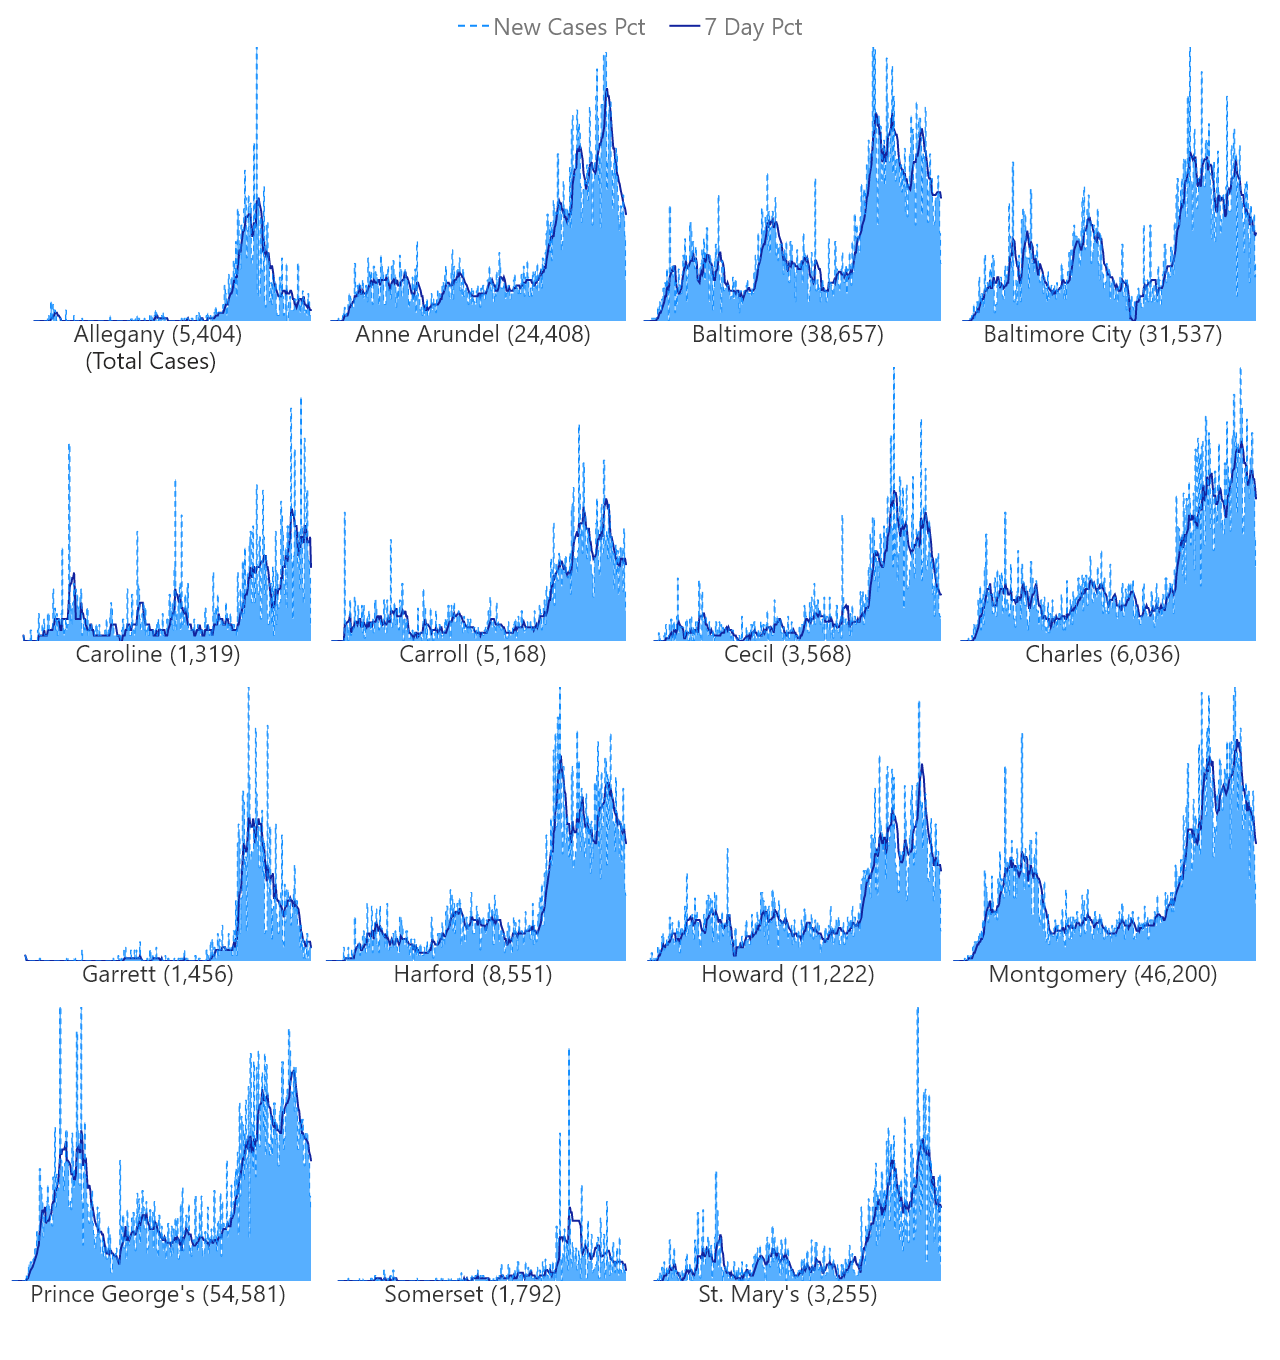 New Cases Pct 7 Day Pct
Allegany (5,404) Anne Arundel (24,408) Baltimore (38,657) Baltimore City (31,537)
(Total Cases)
Caroline (1,319) Carroll (5,168) Cecil (3,568) Charles (6,036)
Garrett (1,456) Harford (8,551) Howard (11,222) Montgomery (46,200)
Prince George's (54,581) Somerset (1,792) St. Mary's (3,255)